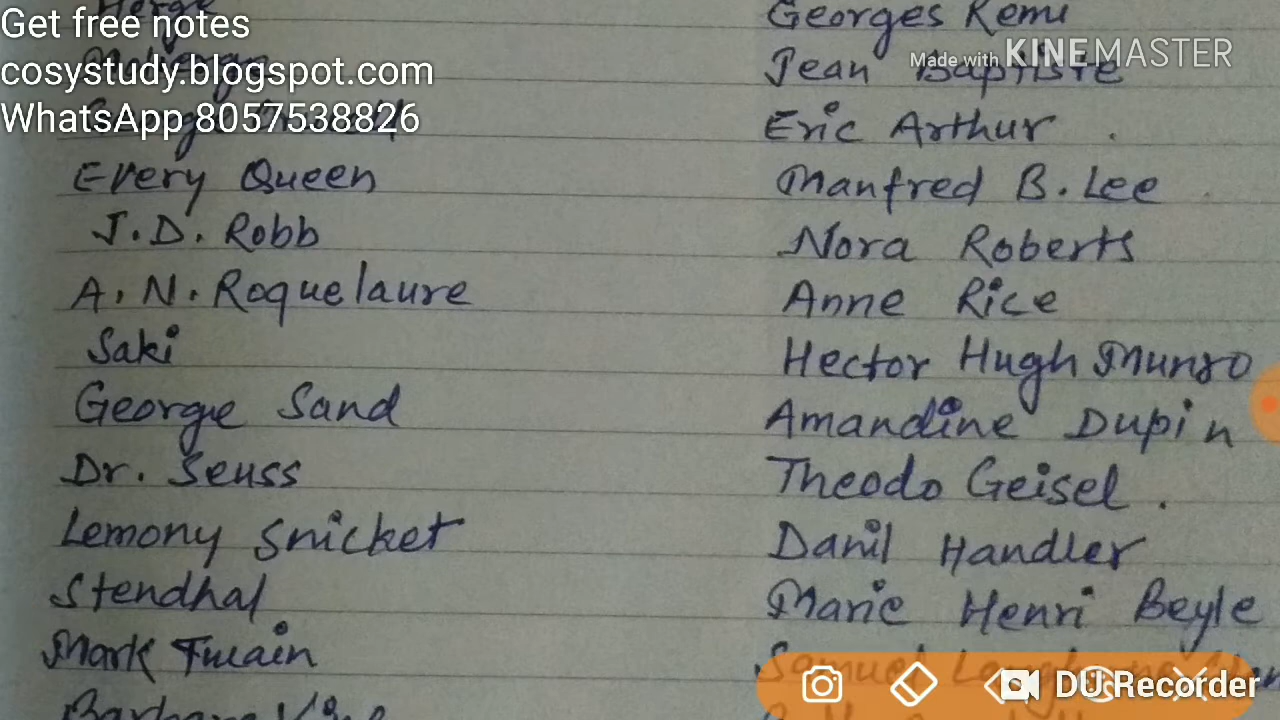 Georges Remi
Get free notes
Made with KINEMASTER
cosystudy.blogspot.com
Jean Baptiste
WhatsApp 8057538826
Eric Arthur .
Every Queen Manfred B. Lee
J.D. Robb Nora Roberts
A. N. Roquelaure Anne Rice
Saki Hector Hugh Munro
George Sand Amandine Dupin
Dr. Seuss Theodo Geisel .
Lemony Snicket Danil Handler
Stendhal Marie Henri Beyle
Mark Twain Samuel
DU Recorder